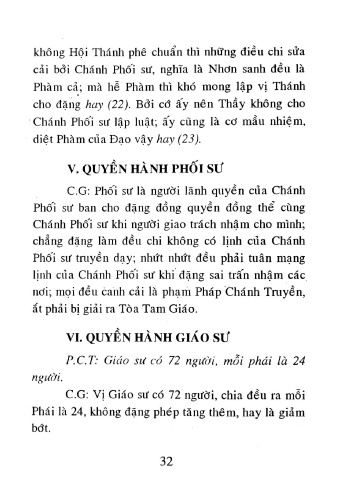 không Hội Thánh phê chuẩn thì những điều chi sửa
cải bởi Chánh Phối sư, nghĩa là Nhơn sanh đều là
Phàm cả; mà hễ Phàm thì khó mong lập vị Thánh
cho đặng hay (22). Bởi cớ ấy nên Thầy không cho
Chánh Phối sư lập luật; ấy cũng là cơ mầu nhiệm,
diệt Phàm của Đạo vậy hay (23).
V. QUYỀN HÀNH PHỐI SƯ
C.G: Phối sư là người lãnh quyền của Chánh
Phối sư ban cho đặng đồng quyền đồng thể cùng
Chánh Phối sư khi người giao trách nhậm cho mình;
chẳng đặng làm đều chi không có lịnh của Chánh
Phối sư truyền dạy; nhứt nhứt đều phải tuân mạng
lịnh của Chánh Phối sư khi đặng sai trấn nhậm các
nơi; mọi đều canh cải là phạm Pháp Chánh Truyền,
ắt phải bị giải ra Tòa Tam Giáo.
VI. QUYỀN HÀNH GIÁO SƯ
P.C.T: Giáo sư có 72 người, mỗi phái là 24
người.
C.G: Vị Giáo sư có 72 người, chia đều ra mỗi
Phái là 24, không đặng phép tăng thêm, hay là giảm
bớt.
32